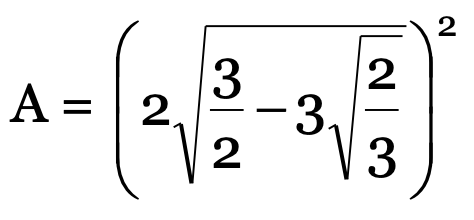 A = (2√(3/2 − 3√(2/3)))²